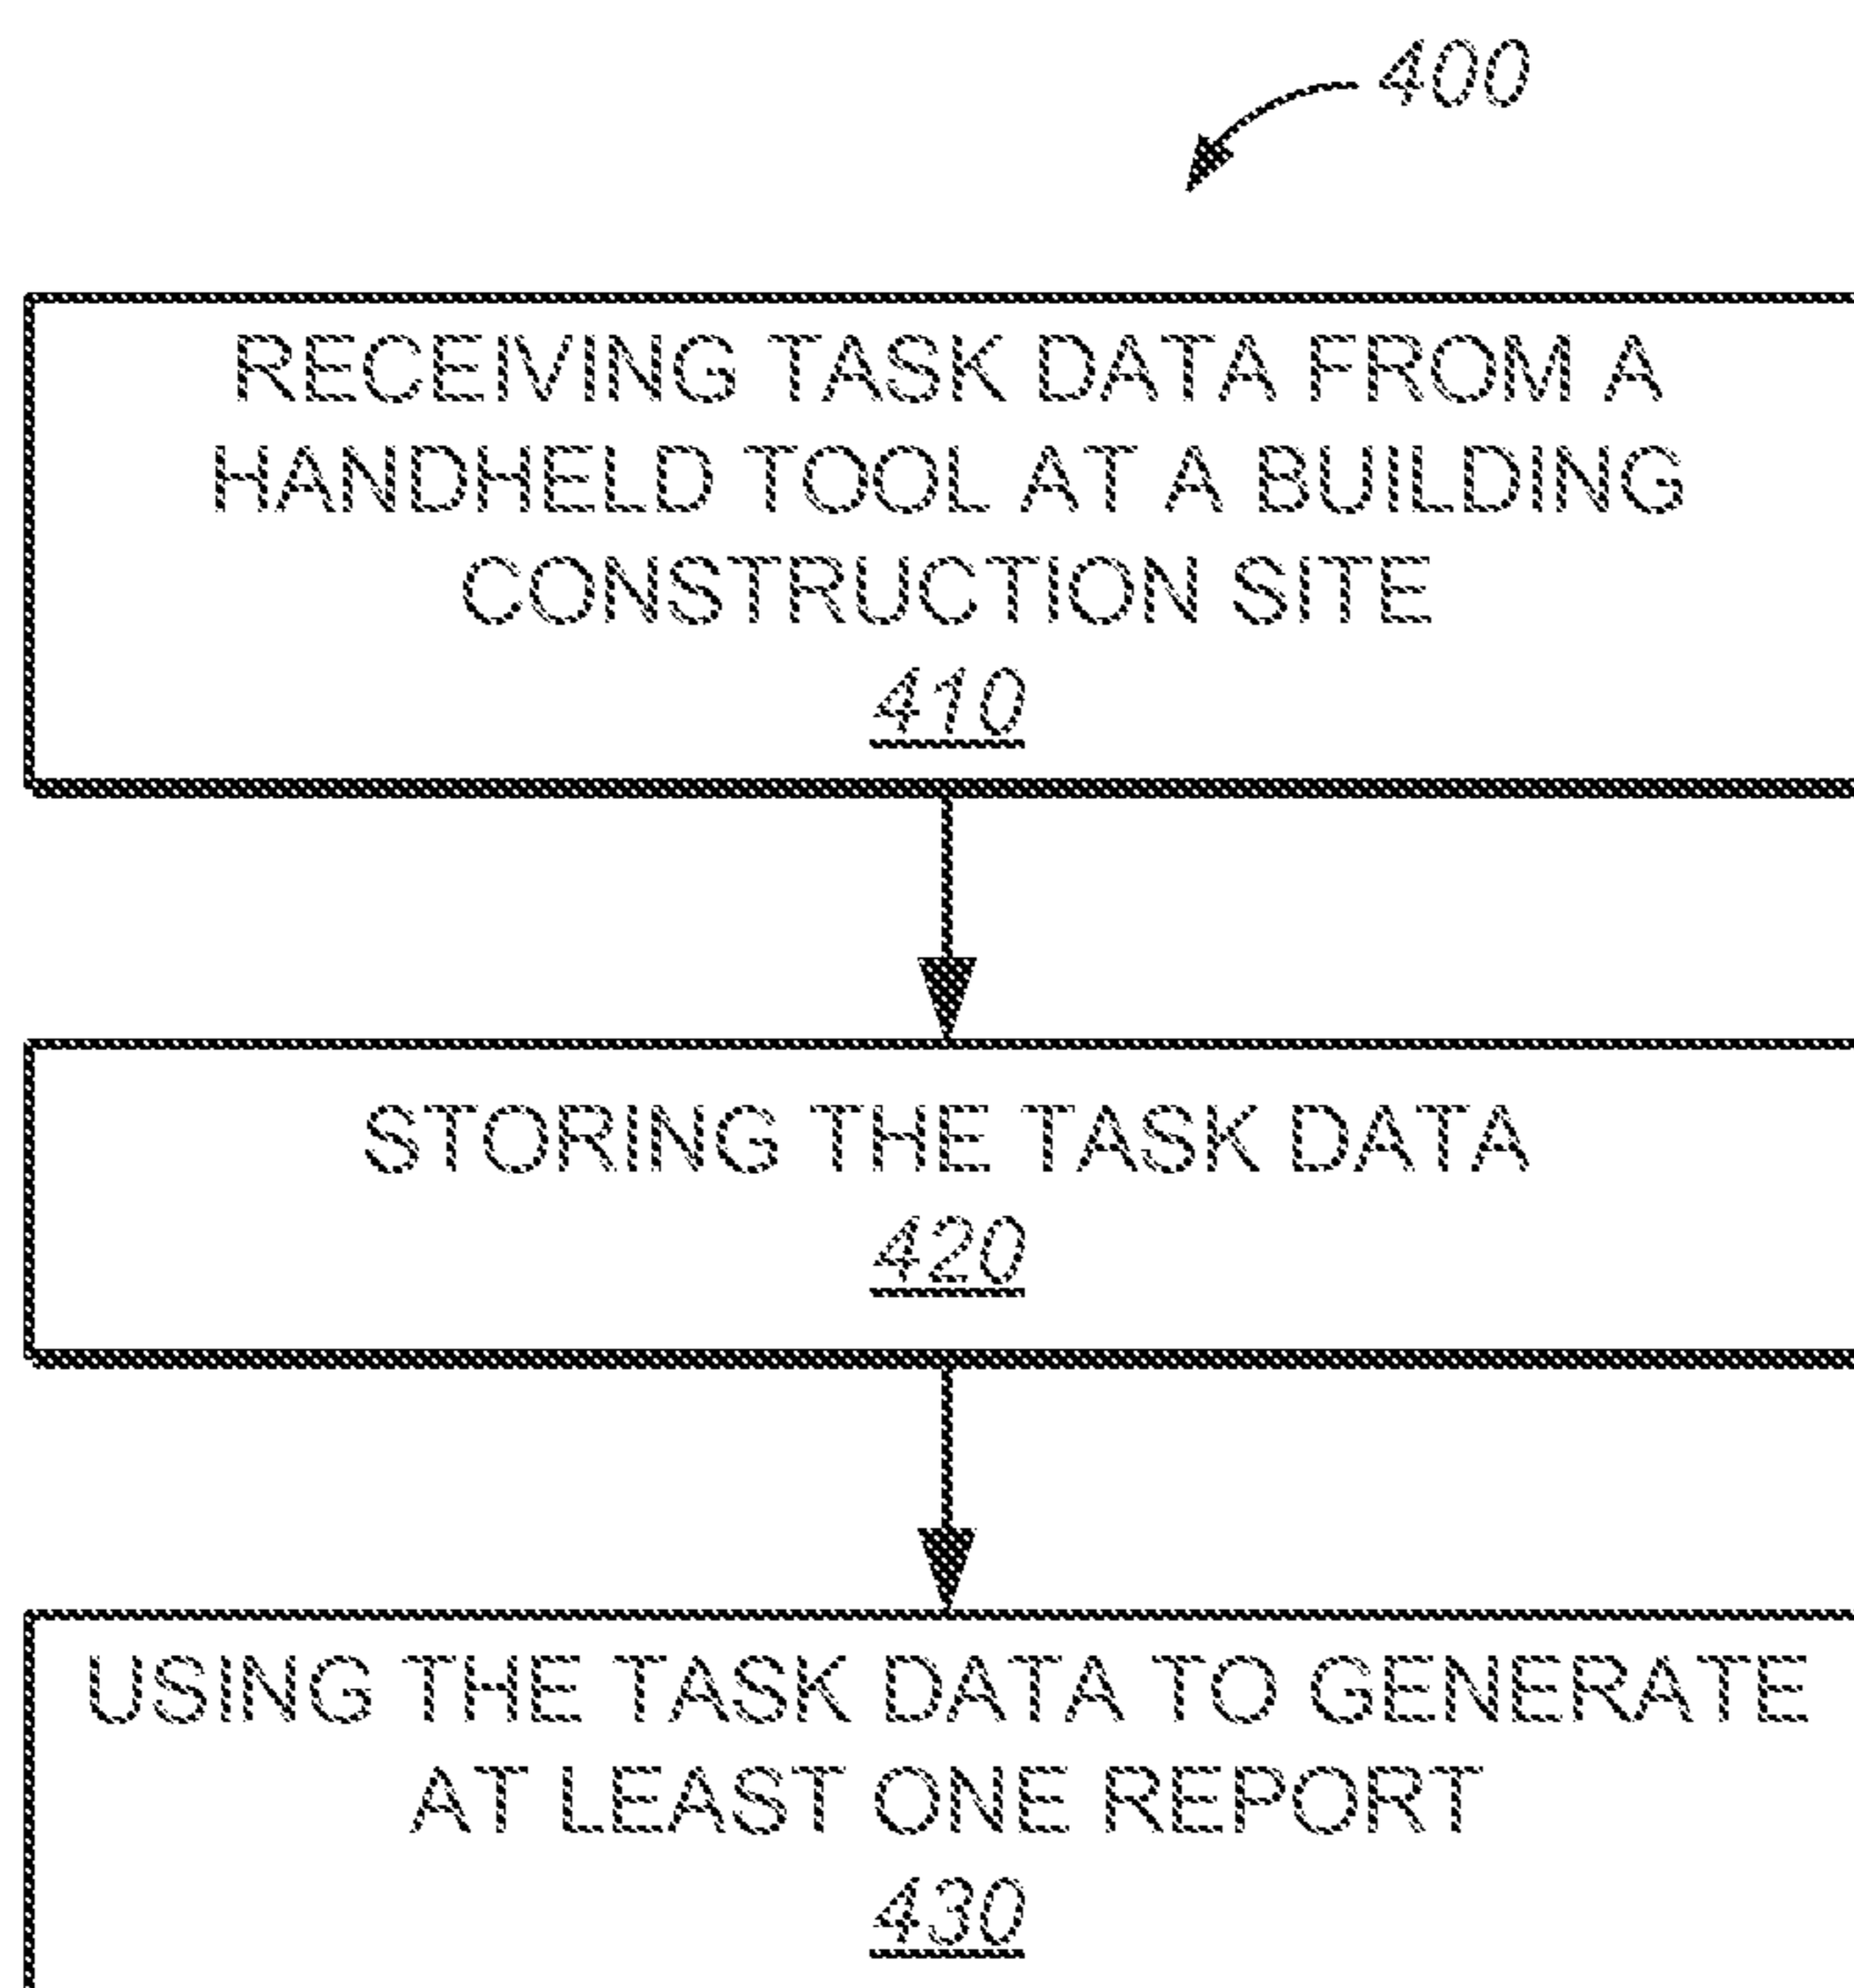 400
RECEIVING TASK DATA FROM A
HANDHELD TOOL AT A BUILDING
CONSTRUCTION SITE
410
STORING THE TASK DATA
420
USING THE TASK DATA TO GENERATE
AT LEAST ONE REPORT
430